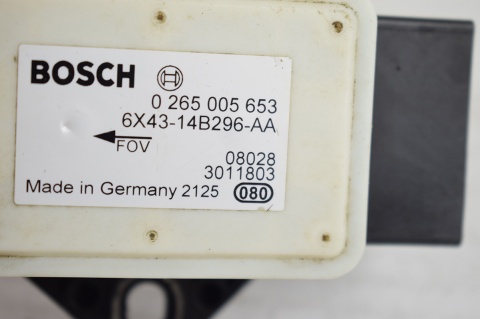 BOSCH
0 265 005 653
6X43-14B296-AA
FOV
08028
3011803
Made in Germany 2125 080